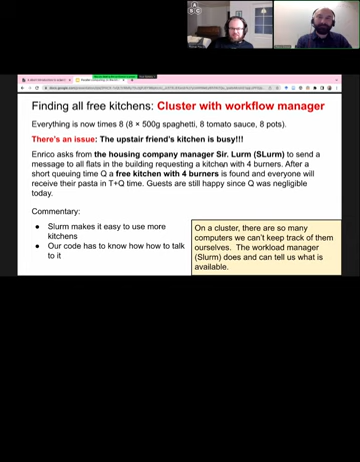 Finding all free kitchens: Cluster with workflow manager
Everything is now times 8 (8 × 500g spaghetti, 8 tomato sauce, 8 pots).
There's an issue: The upstair friend's kitchen is busy!!!
Enrico asks from the housing company manager Sir. Lurm (SLurm) to send
a message to all flats in the building requesting a kitchen with 4 burners. After a
short queuing time Q a free kitchen with 4 burners is found and everyone will
receive their pasta in T+Q time. Guests are still happy since Q was negligible
today.
Commentary:
● Slurm makes it easy to use more
kitchens
● Our code has to know how how to talk
to it
On a cluster, there are so many
computers we can't keep track of them
ourselves. The workload manager
(Slurm) does and can tell us what is
available.